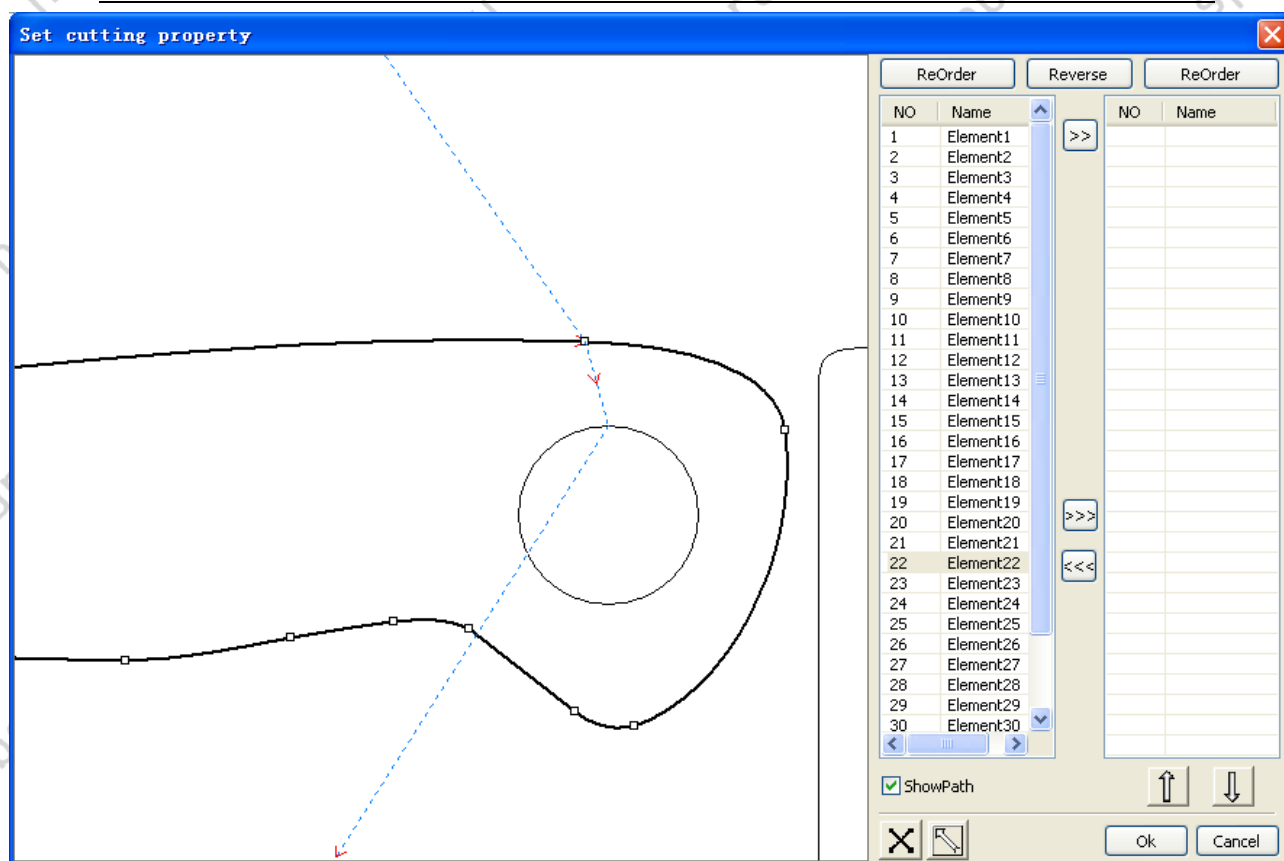 Set cutting property
ReOrder Reverse ReOrder
NO Name NO Name
1 Element1 >>
2 Element2
3 Element3
4 Element4
5 Element5
6 Element6
7 Element7
8 Element8
9 Element9
10 Element10
11 Element11
12 Element12
13 Element13
14 Element14
15 Element15
16 Element16
17 Element17
18 Element18
19 Element19
20 Element20 >>>
21 Element21
22 Element22 <<<
23 Element23
24 Element24
25 Element25
26 Element26
27 Element27
28 Element28
29 Element29
30 Element30
ShowPath
Ok Cancel